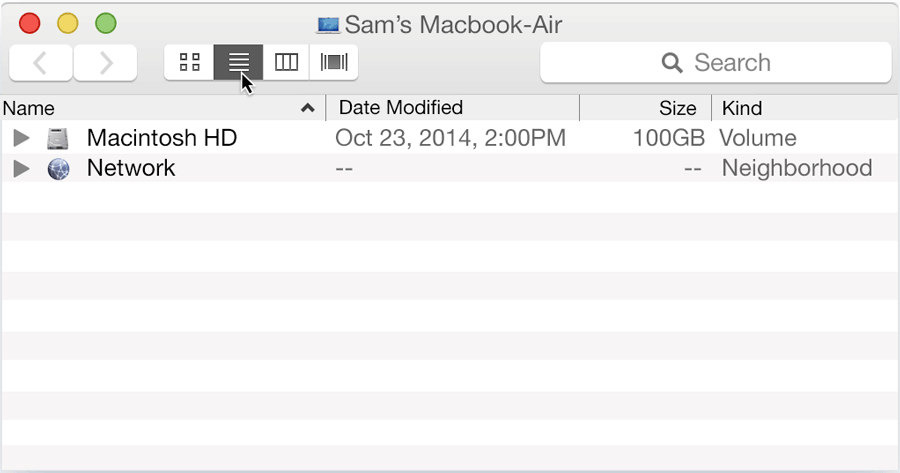 Sam’s Macbook-Air
Search
Name Date Modified Size Kind
Macintosh HD Oct 23, 2014, 2:00PM 100GB Volume
Network -- -- Neighborhood